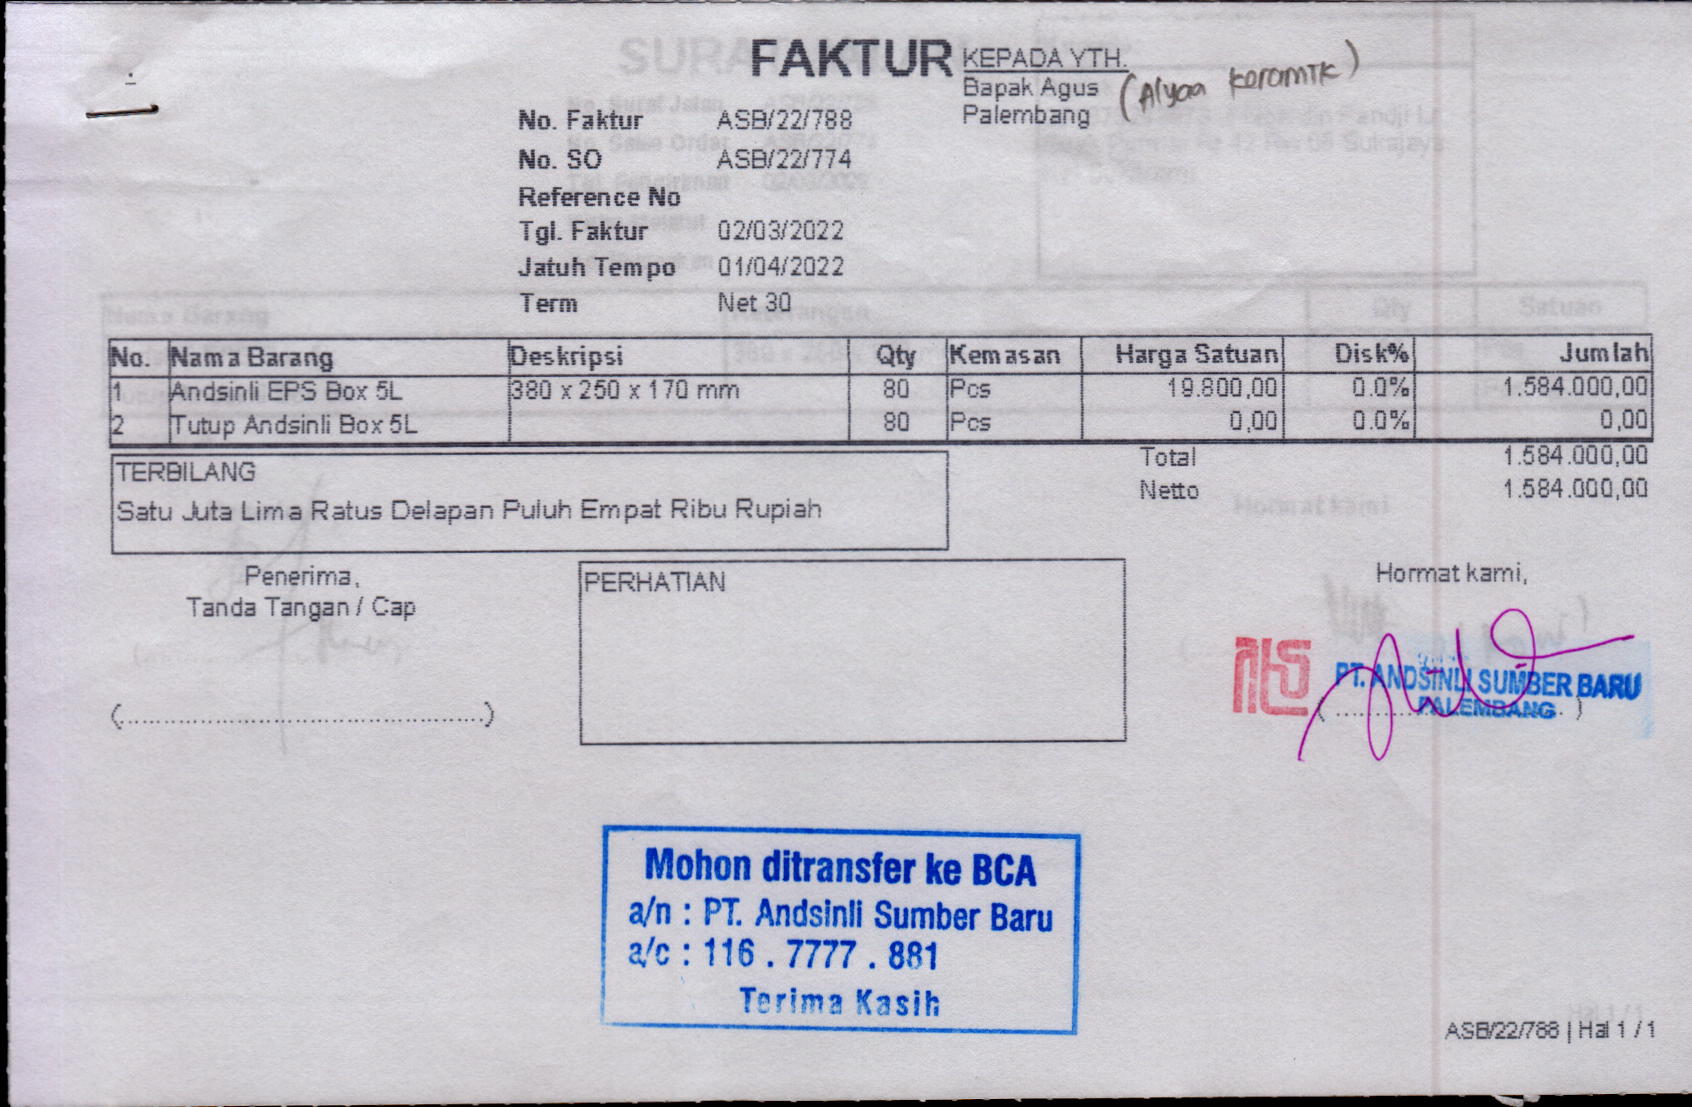 FAKTUR
KEPADA YTH.
Bapak Agus (Alyaa Keramik)
Palembang
No. Faktur ASB/22/788
No. SO ASB/22/774
Reference No
Tgl. Faktur 02/03/2022
Jatuh Tempo 01/04/2022
Term Net 30
No. Nama Barang Deskripsi Qty Kemasan Harga Satuan Disk% Jumlah
1 Andsinli EPS Box 5L 380 x 250 x 170 mm 80 Pcs 19.800,00 0.0% 1.584.000,00
2 Tutup Andsinli Box 5L 80 Pcs 0,00 0.0% 0,00
Total 1.584.000,00
Netto 1.584.000,00
TERBILANG
Satu Juta Lima Ratus Delapan Puluh Empat Ribu Rupiah
Penerima,
Tanda Tangan / Cap
(................................................)
PERHATIAN
Hormat kami,
PT. ANDSINLI SUMBER BARU
PALEMBANG
Mohon ditransfer ke BCA
a/n : PT. Andsinli Sumber Baru
a/c : 116 . 7777 . 881
Terima Kasih
ASB/22/788 | Hal 1 / 1